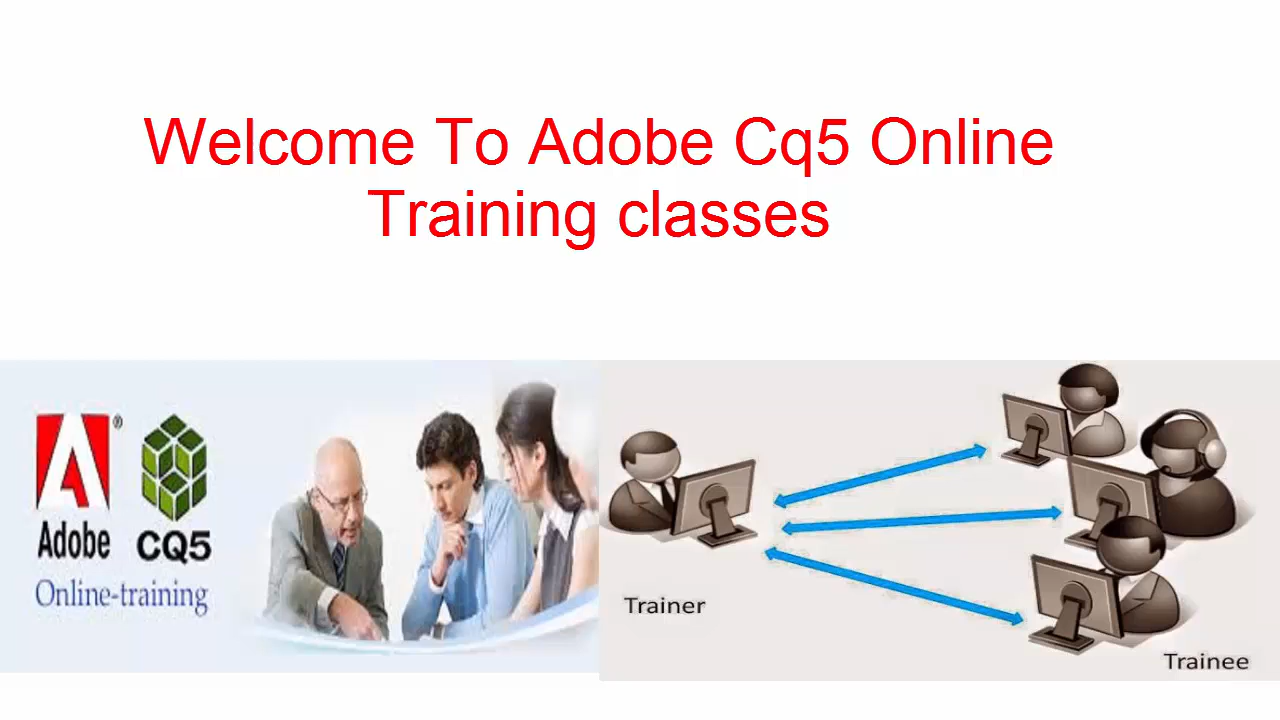 Welcome To Adobe Cq5 Online
Training classes
®
Adobe
CQ5
Online-training
Trainer
Trainee